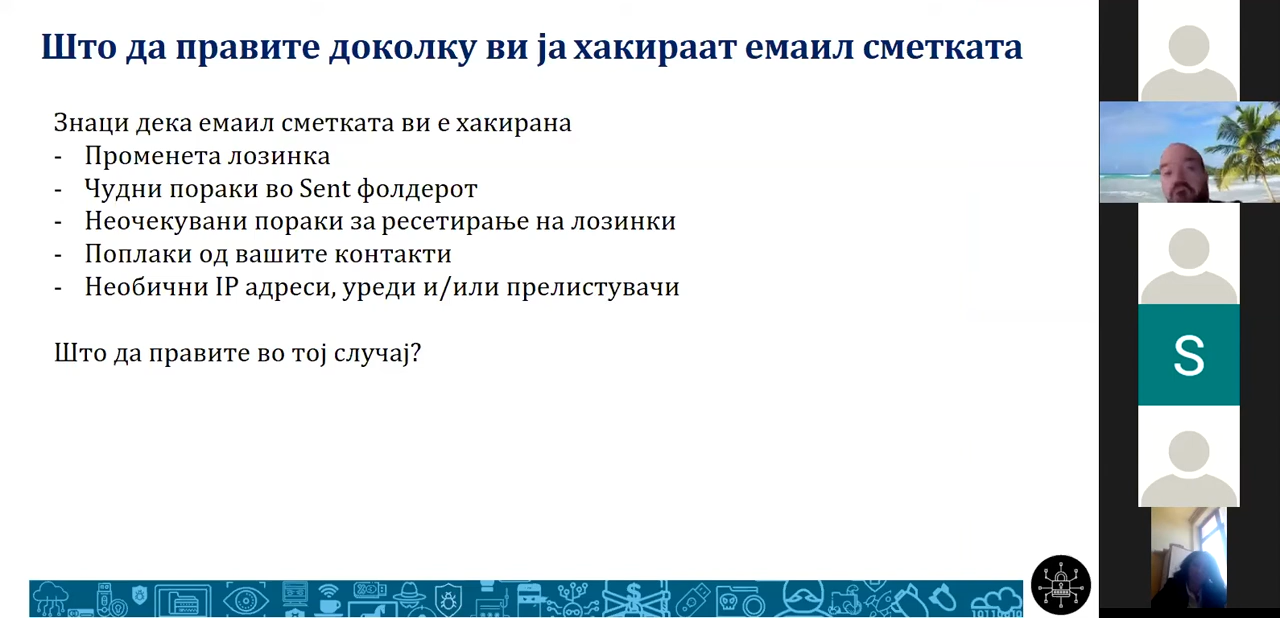 Што да правите доколку ви ја хакираат емаил сметката
Знаци дека емаил сметката ви е хакирана
- Променета лозинка
- Чудни пораки во Sent фолдерот
- Неочекувани пораки за ресетирање на лозинки
- Поплаки од вашите контакти
- Необични IP адреси, уреди и/или прелистувачи
Што да правите во тој случај?
S